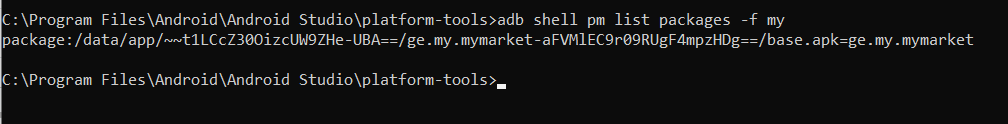 C:\Program Files\Android\Android Studio\platform-tools>adb shell pm list packages -f my
package:/data/app/~~t1LCcZ30OizcUW9ZHe-UBA==/ge.my.mymarket-aFVMlEC9r09RUgF4mpzHDg==/base.apk=ge.my.mymarket
C:\Program Files\Android\Android Studio\platform-tools>